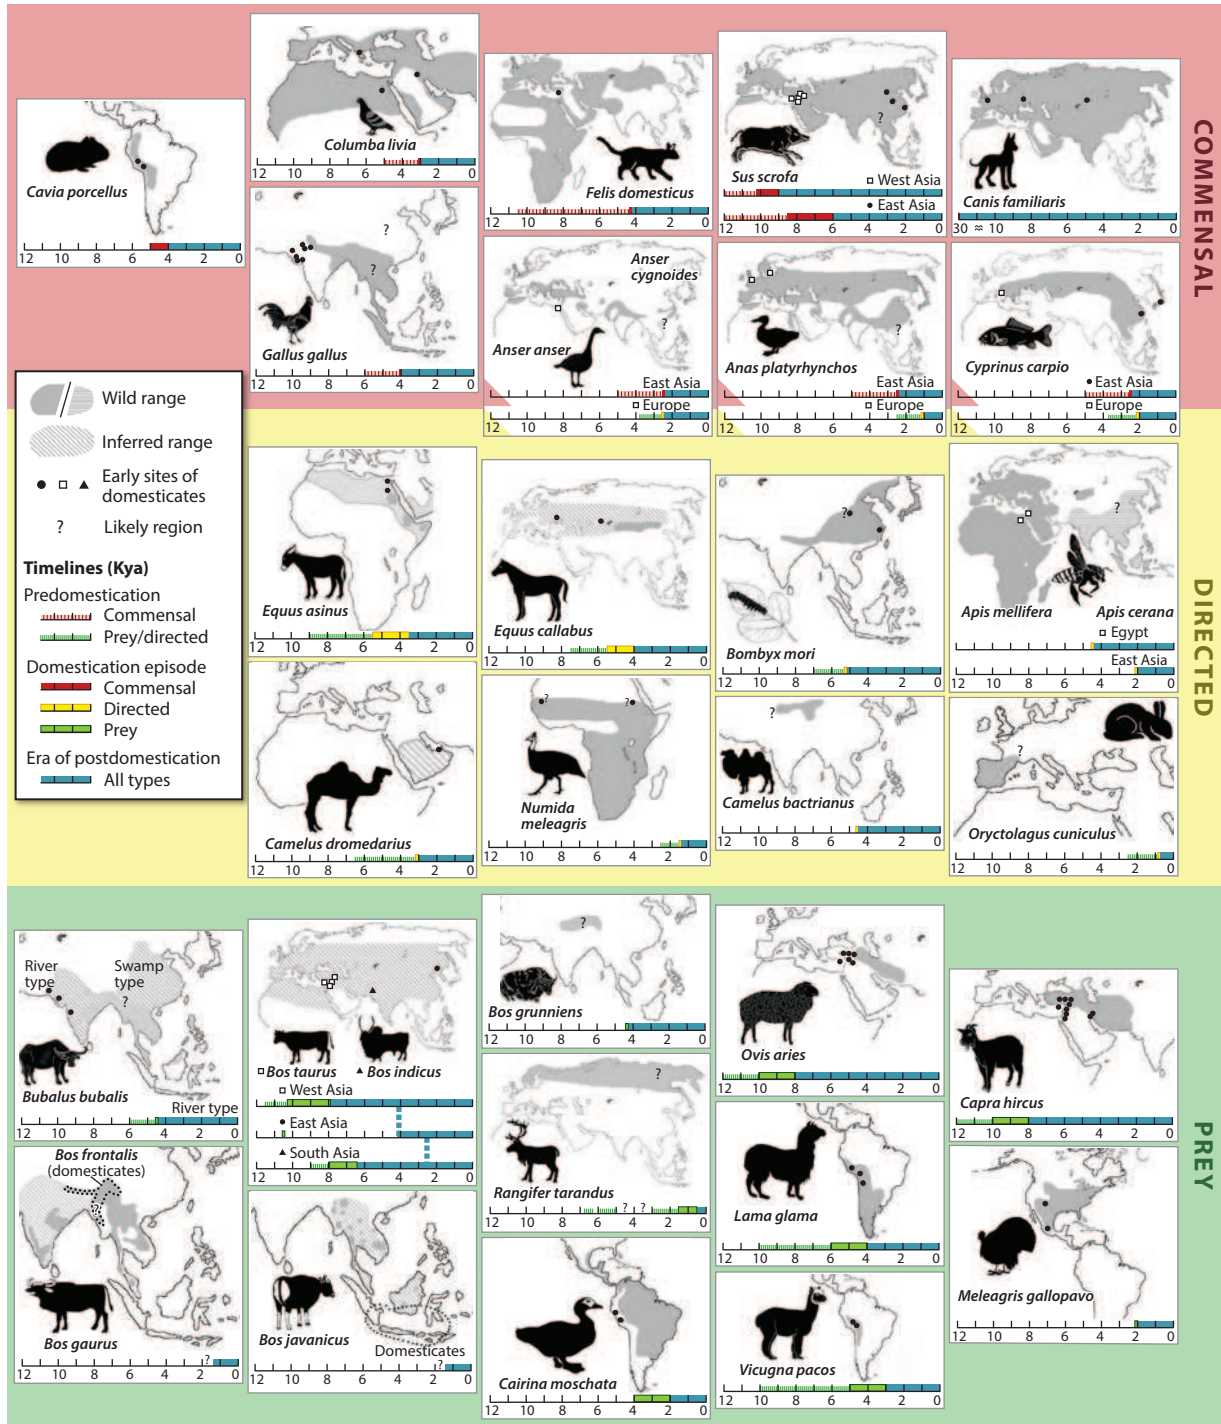 COMMENSAL
Cavia porcellus
6 4 2 0
Columba livia
12 10 8 6 4 2 0
Gallus gallus
12 10 8 6 4 2 0
Felis domesticus
12 10 8 6 4 2 0
Anser
cygnoides
?
Anser anser
East Asia
Europe
12 10 8 6 4 2 0
?
Sus scrofa
West Asia
East Asia
12 10 8 6 4 2 0
?
Anas platyrhynchos
East Asia
Europe
12 10 8 6 4 2 0
Canis familiaris
30 ≈ 10 8 6 4 2 0
Cyprinus carpio
East Asia
Europe
12 10 8 6 4 2 0
?
?
Wild range
Inferred range
Early sites of
domesticates
? Likely region
Timelines (Kya)
Predomestication
Commensal
Prey/directed
Domestication episode
Commensal
Directed
Prey
Era of postdomestication
All types
DIRECTED
Equus asinus
12 10 8 6 4 2 0
Equus callabus
12 10 8 6 4 2 0
?
Bombyx mori
12 10 8 6 4 2 0
?
Apis mellifera Apis cerana
Egypt
East Asia
12 10 8 6 4 2 0
Camelus dromedarius
12 10 8 6 4 2 0
? ?
Numida
meleagris
12 10 8 6 4 2 0
?
Camelus bactrianus
12 10 8 6 4 2 0
?
Oryctolagus cuniculus
12 10 8 6 4 2 0
PREY
River
type
Swamp
type
?
Bubalus bubalis
River type
12 10 8 6 4 2 0
Bos taurus Bos indicus
West Asia
East Asia
South Asia
12 10 8 6 4 2 0
?
Bos grunniens
12 10 8 6 4 2 0
Ovis aries
12 10 8 6 4 2 0
Capra hircus
12 10 8 6 4 2 0
Bos frontalis
(domesticates)
?
Bos gaurus
?
12 10 8 6 4 2 0
Bos javanicus
Domesticates
?
12 10 8 6 4 2 0
?
Rangifer tarandus
? ?
12 10 8 6 4 2 0
Cairina moschata
12 10 8 6 4 2 0
Lama glama
12 10 8 6 4 2 0
Vicugna pacos
12 10 8 6 4 2 0
Meleagris gallopavo
12 10 8 6 4 2 0